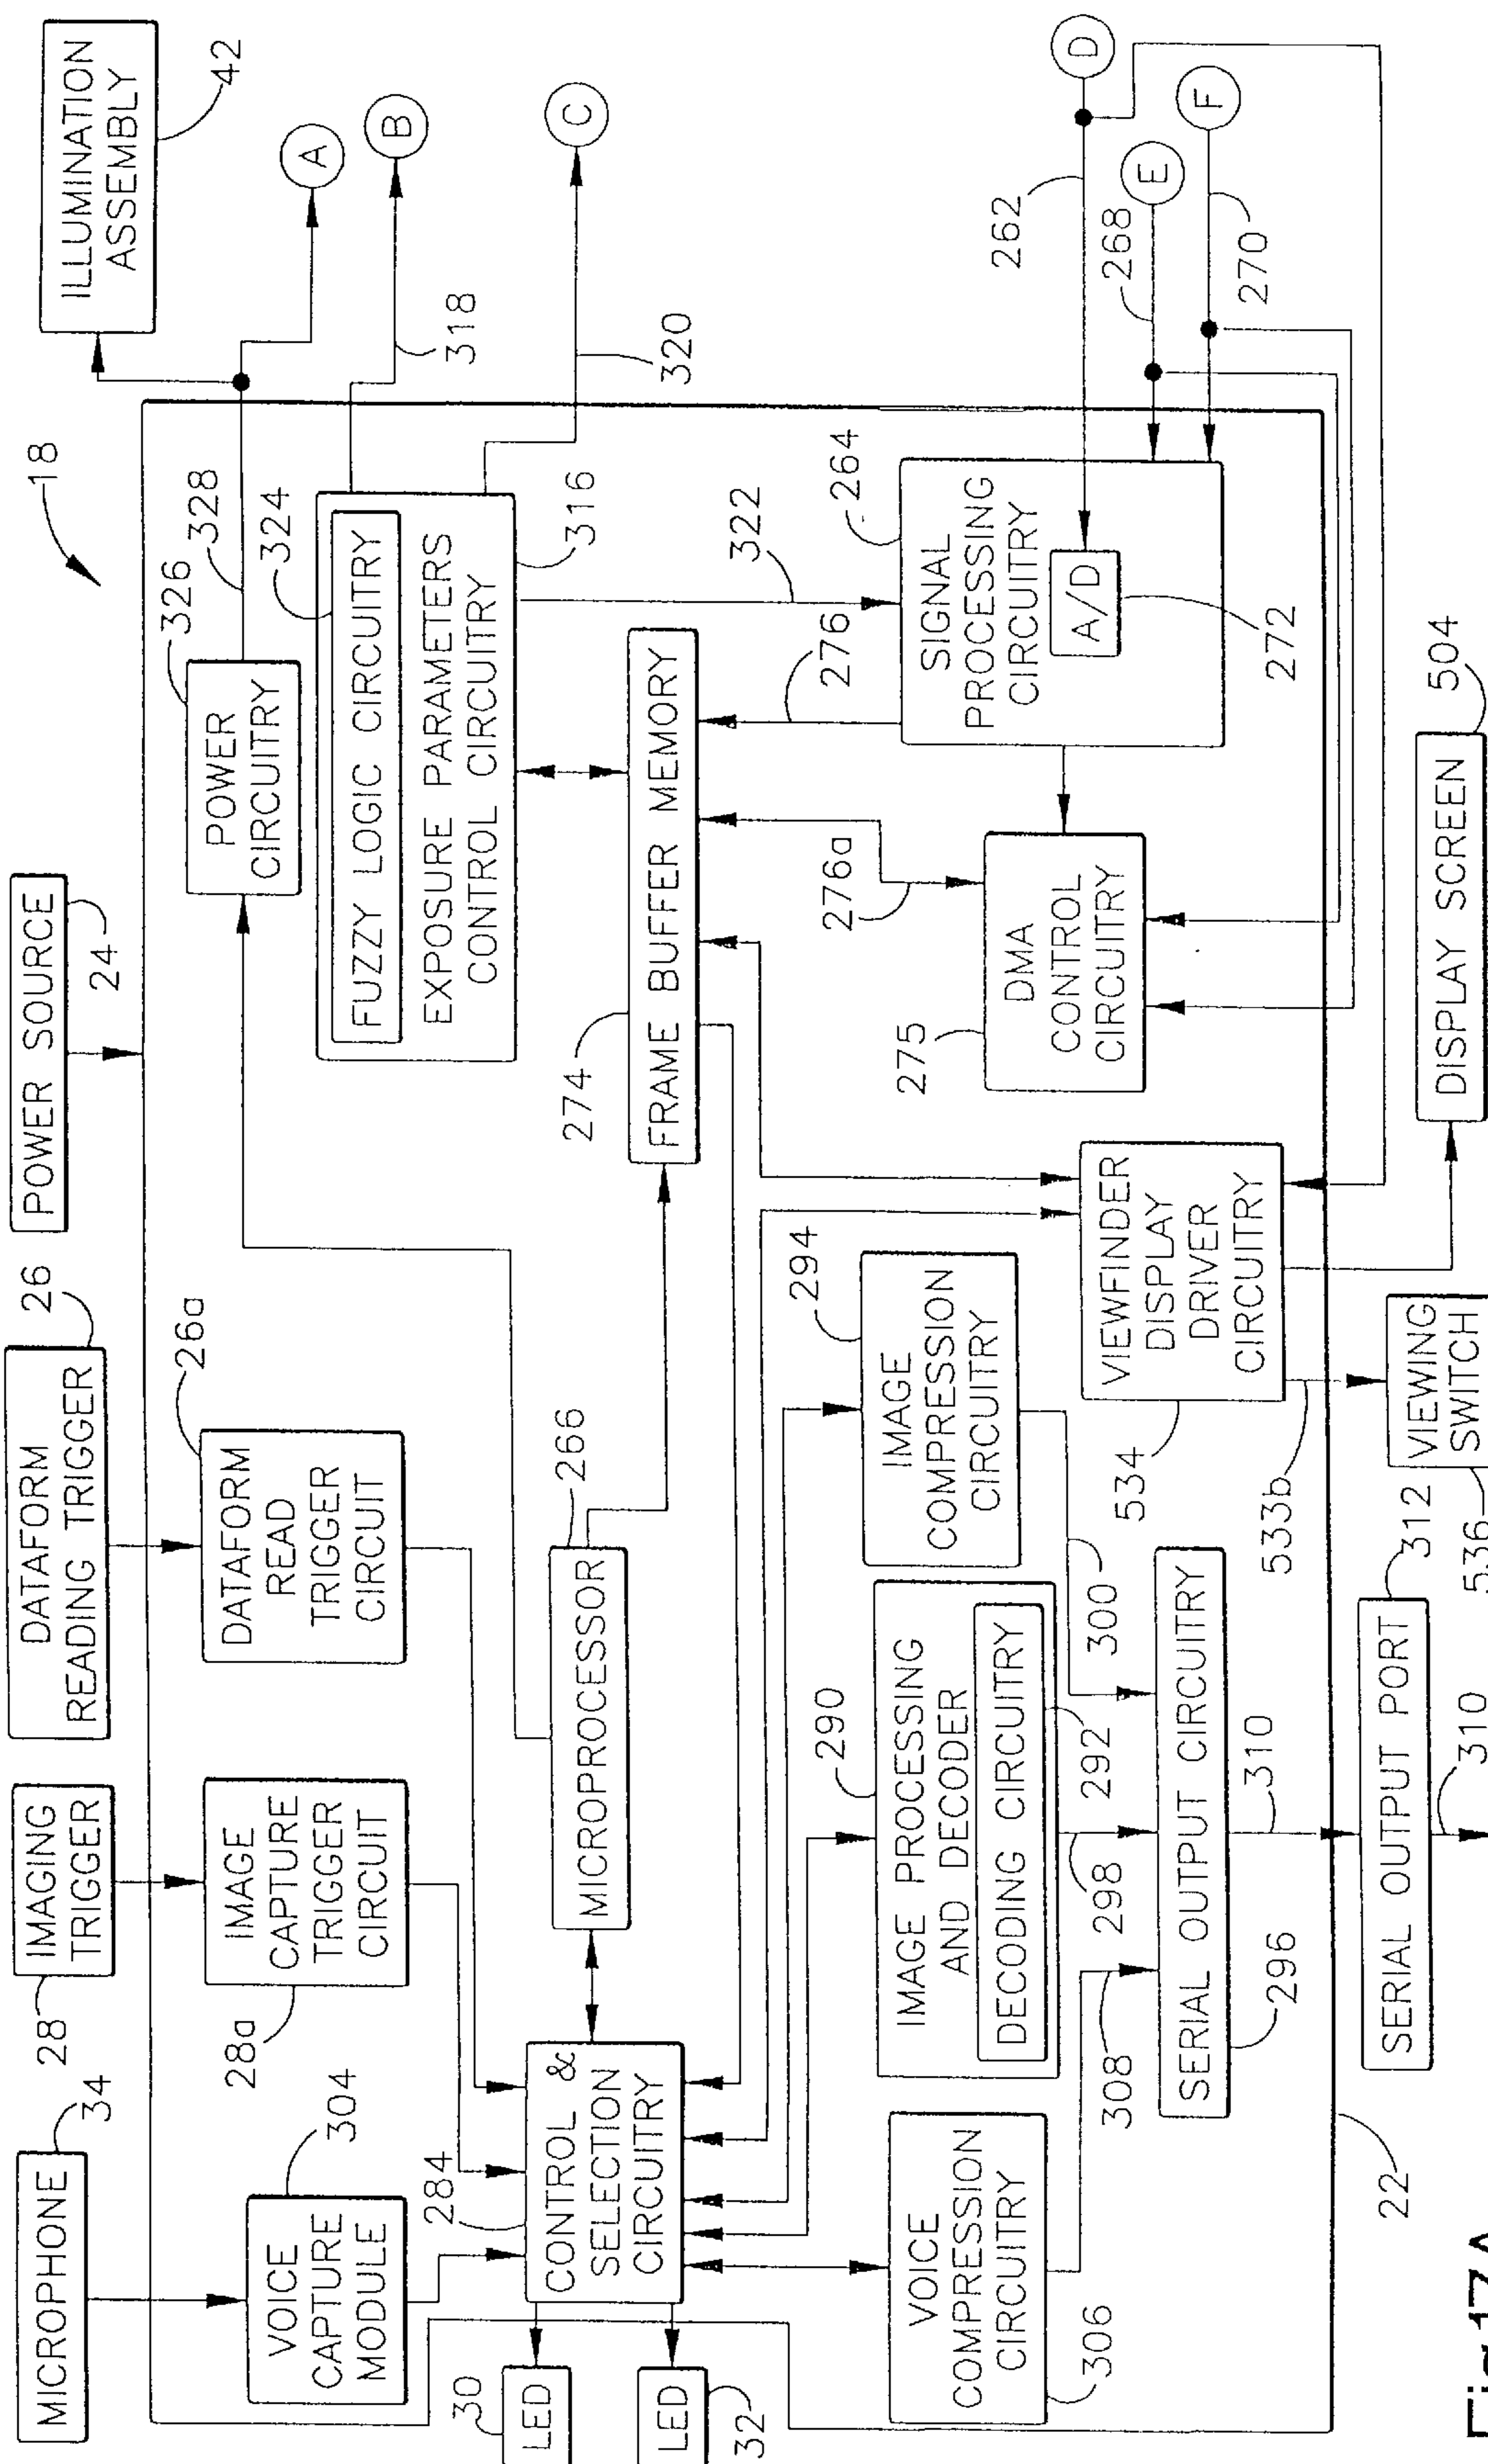 MICROPHONE
34
28
IMAGING
TRIGGER
DATAFORM
READING TRIGGER
26
POWER SOURCE
24
18
ILLUMINATION
ASSEMBLY
42
VOICE
CAPTURE
MODULE
304
IMAGE
CAPTURE
TRIGGER
CIRCUIT
28a
DATAFORM
READ
TRIGGER
CIRCUIT
26a
POWER
CIRCUITRY
326
328
A
B
318
C
320
FUZZY LOGIC CIRCUITRY
324
EXPOSURE PARAMETERS
CONTROL CIRCUITRY
316
30
LED
LED
32
284
CONTROL &
SELECTION
CIRCUITRY
MICROPROCESSOR
266
274
FRAME BUFFER MEMORY
276
322
276a
SIGNAL
PROCESSING
CIRCUITRY
264
A/D
272
262
D
268
E
F
270
VOICE
COMPRESSION
CIRCUITRY
306
IMAGE PROCESSING
AND DECODER
290
DECODING CIRCUITRY
292
IMAGE
COMPRESSION
CIRCUITRY
294
275
DMA
CONTROL
CIRCUITRY
308
298
300
534
VIEWFINDER
DISPLAY
DRIVER
CIRCUITRY
SERIAL OUTPUT CIRCUITRY
296
310
533b
22
SERIAL OUTPUT PORT
312
310
536
VIEWING
SWITCH
DISPLAY SCREEN
504
Fig.17A